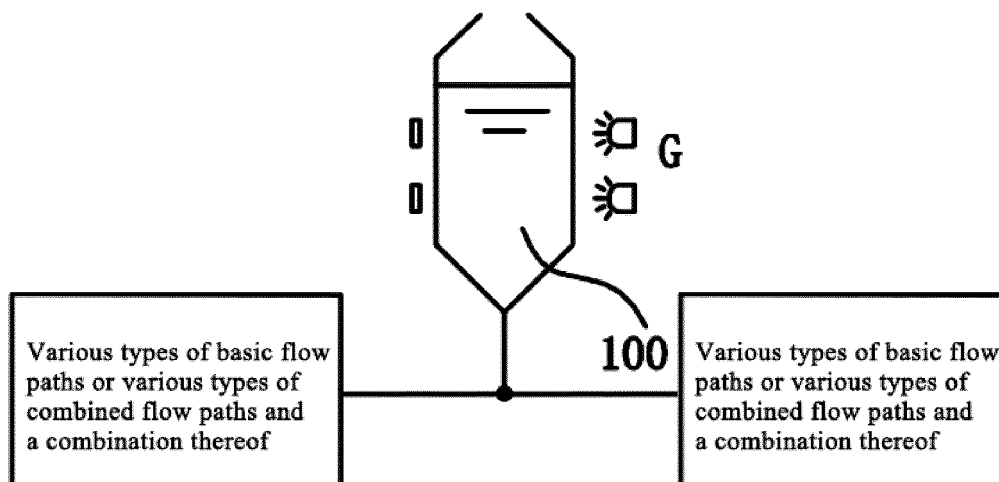 G
100
Various types of basic flow
paths or various types of
combined flow paths and
a combination thereof
Various types of basic flow
paths or various types of
combined flow paths and
a combination thereof